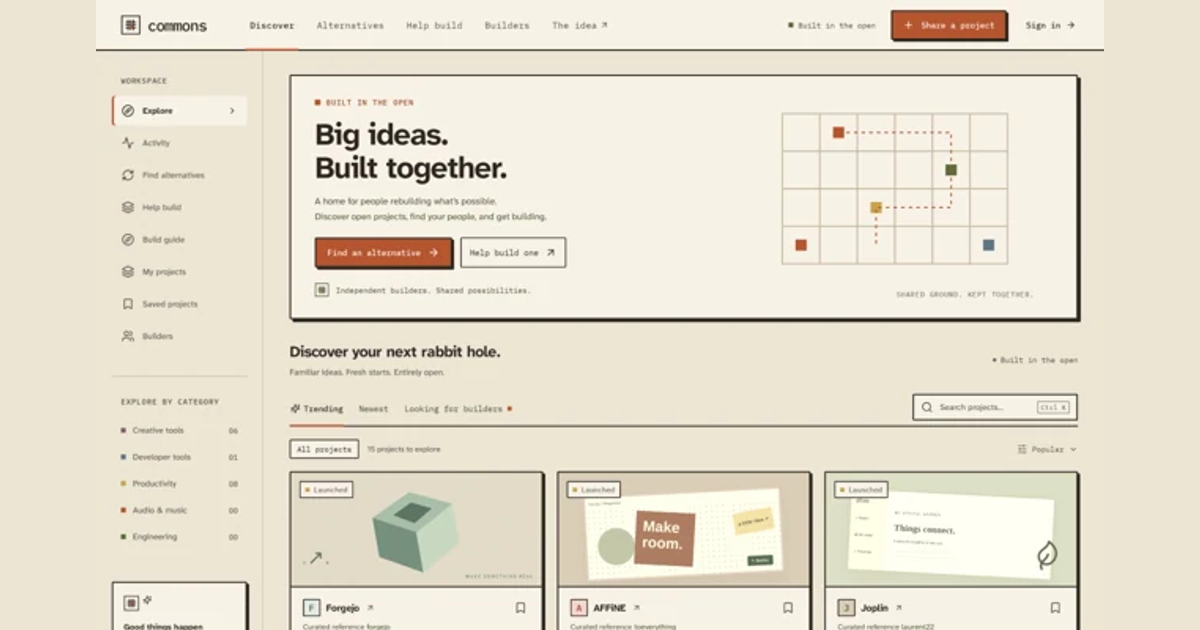 commons
Discover
Alternatives
Help build
Builders
The idea ↗
Built in the open
+ Share a project
Sign in →
WORKSPACE
Explore
Activity
Find alternatives
Help build
Build guide
My projects
Saved projects
Builders
EXPLORE BY CATEGORY
Creative tools 06
Developer tools 01
Productivity 08
Audio & music 00
Engineering 00
Good things happen
BUILT IN THE OPEN
Big ideas.
Built together.
A home for people rebuilding what's possible.
Discover open projects, find your people, and get building.
Find an alternative →
Help build one ↗
Independent builders. Shared possibilities.
SHARED GROUND. KEPT TOGETHER.
Discover your next rabbit hole.
Familiar ideas. Fresh starts. Entirely open.
Built in the open
Trending
Newest
Looking for builders
Search projects...
Ctrl K
All projects
15 projects to explore
Popular
Launched
MAKE SOMETHING REAL
F Forgejo ↗
Curated reference forgejo
Launched
Make
room.
A AFFiNE ↗
Curated reference toeverything
Launched
Things connect.
J Joplin ↗
Curated reference laurent22